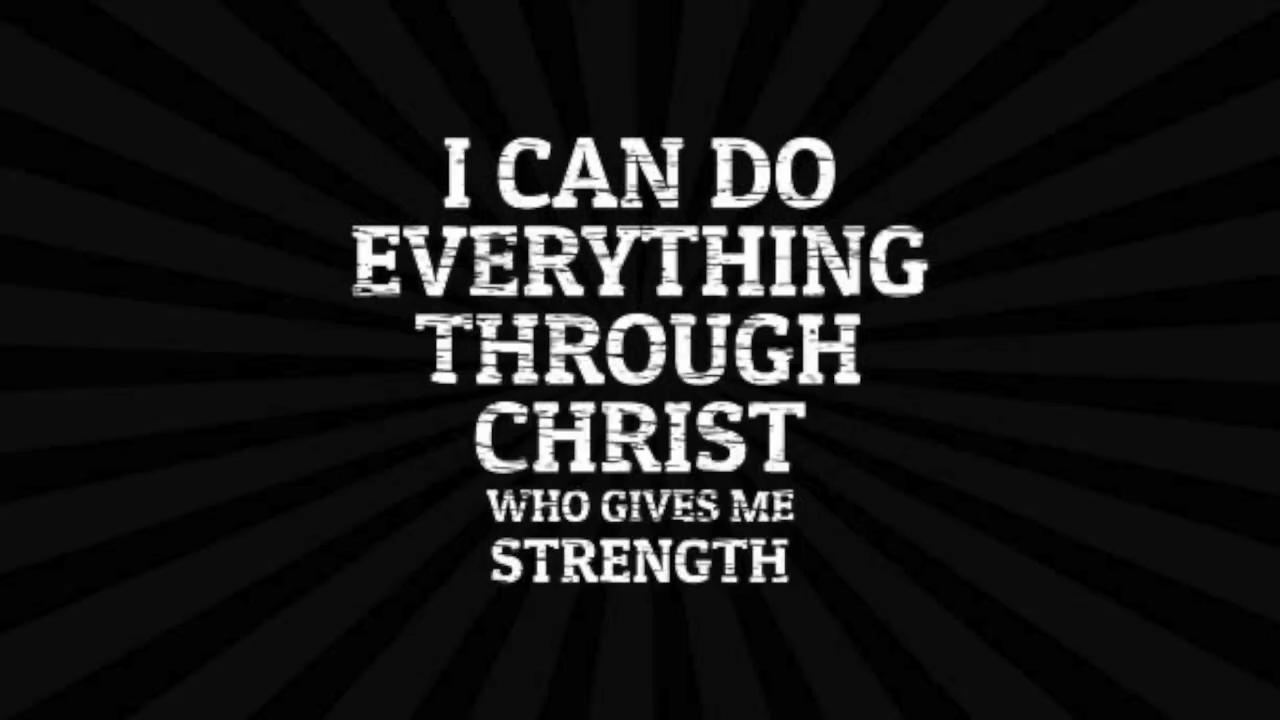 I CAN DO
EVERYTHING
THROUGH
CHRIST
WHO GIVES ME
STRENGTH